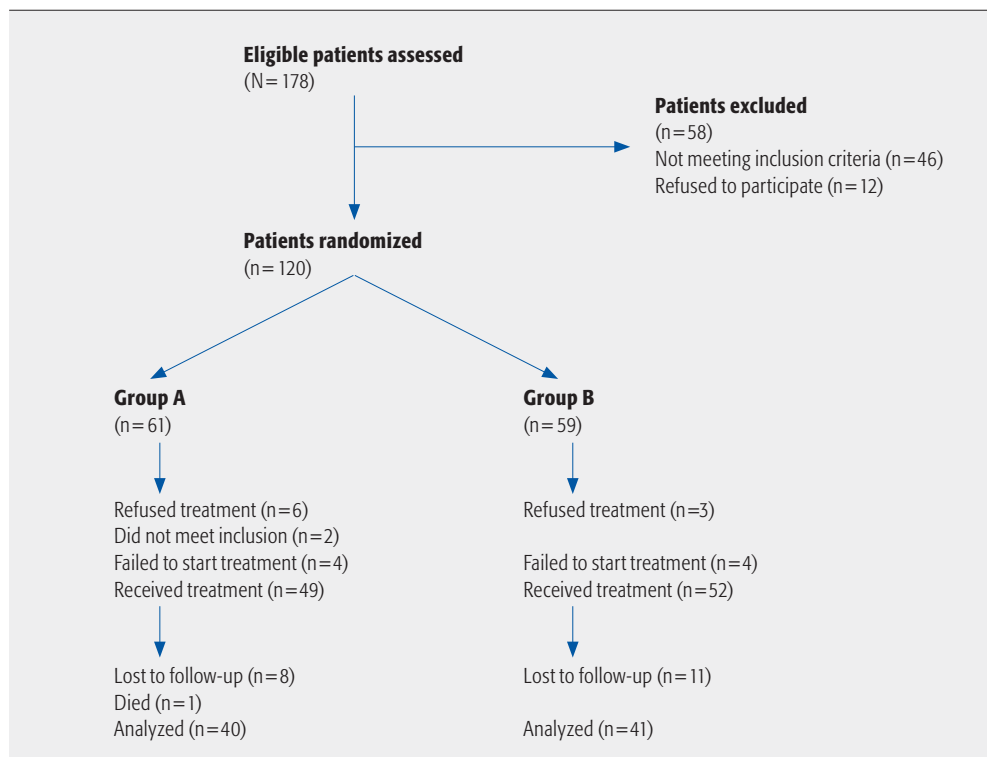 Eligible patients assessed
(N= 178)
Patients excluded
(n=58)
Not meeting inclusion criteria (n=46)
Refused to participate (n=12)
Patients randomized
(n= 120)
Group A
(n=61)
Refused treatment (n=6)
Did not meet inclusion (n=2)
Failed to start treatment (n=4)
Received treatment (n=49)
Lost to follow-up (n=8)
Died (n=1)
Analyzed (n=40)
Group B
(n=59)
Refused treatment (n=3)
Failed to start treatment (n=4)
Received treatment (n=52)
Lost to follow-up (n=11)
Analyzed (n=41)